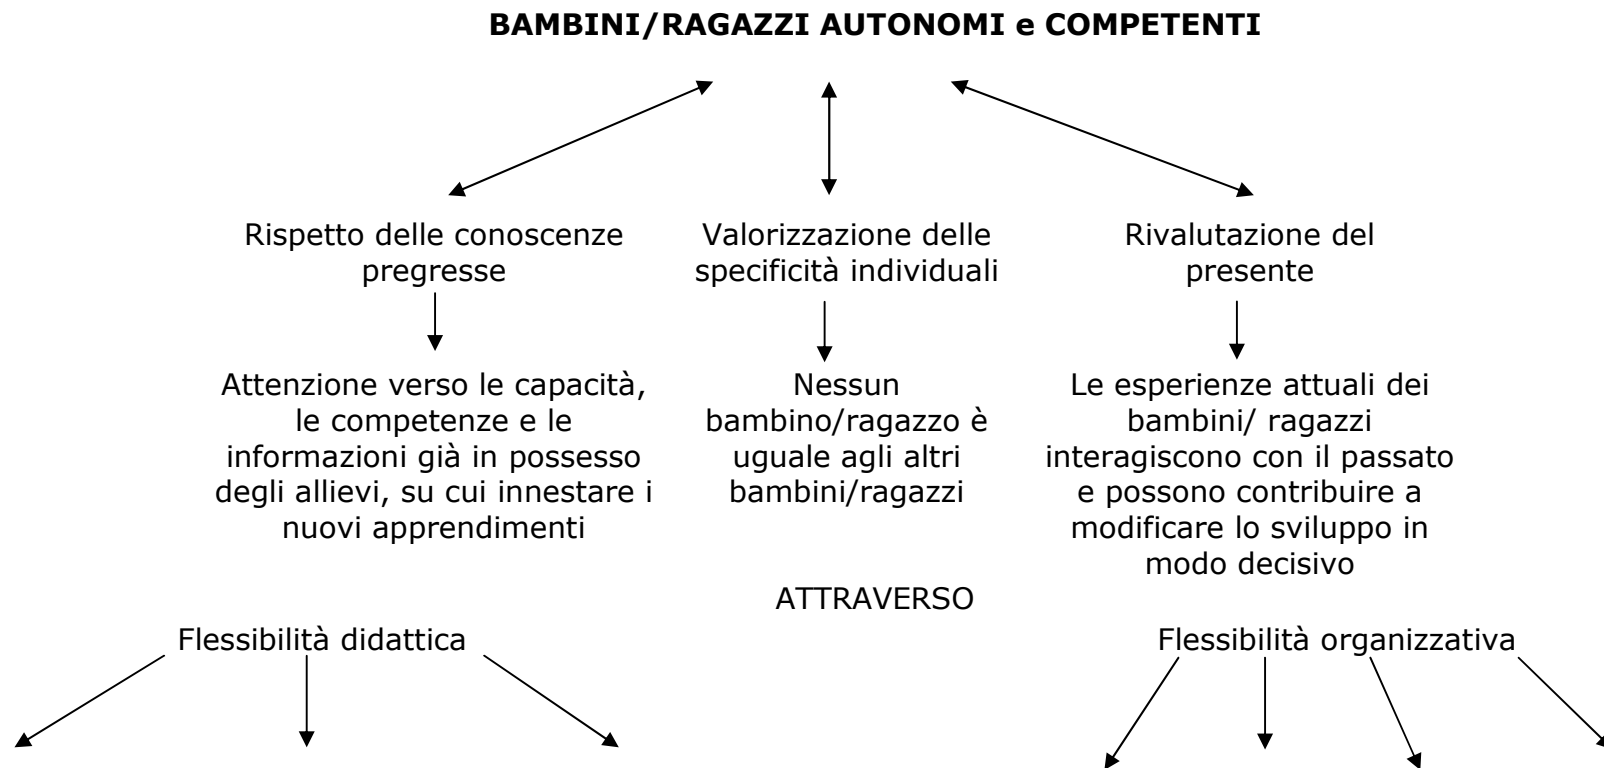 BAMBINI/RAGAZZI AUTONOMI e COMPETENTI
Rispetto delle conoscenze
pregresse
Valorizzazione delle
specificità individuali
Rivalutazione del
presente
Attenzione verso le capacità,
le competenze e le
informazioni già in possesso
degli allievi, su cui innestare i
nuovi apprendimenti
Nessun
bambino/ragazzo è
uguale agli altri
bambini/ragazzi
Le esperienze attuali dei
bambini/ ragazzi
interagiscono con il passato
e possono contribuire a
modificare lo sviluppo in
modo decisivo
ATTRAVERSO
Flessibilità didattica
Flessibilità organizzativa